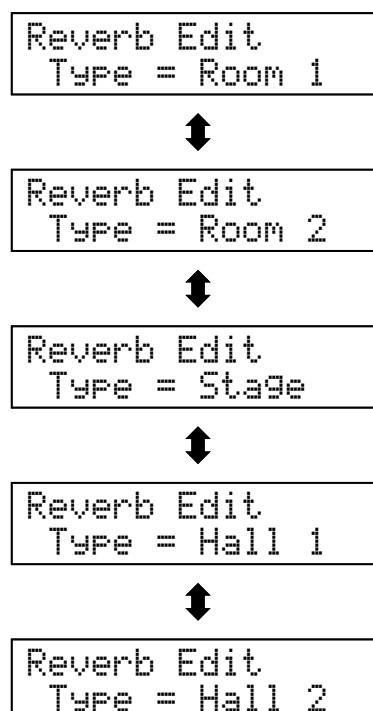 Reverb Edit
Type = Room 1
Reverb Edit
Type = Room 2
Reverb Edit
Type = Stage
Reverb Edit
Type = Hall 1
Reverb Edit
Type = Hall 2